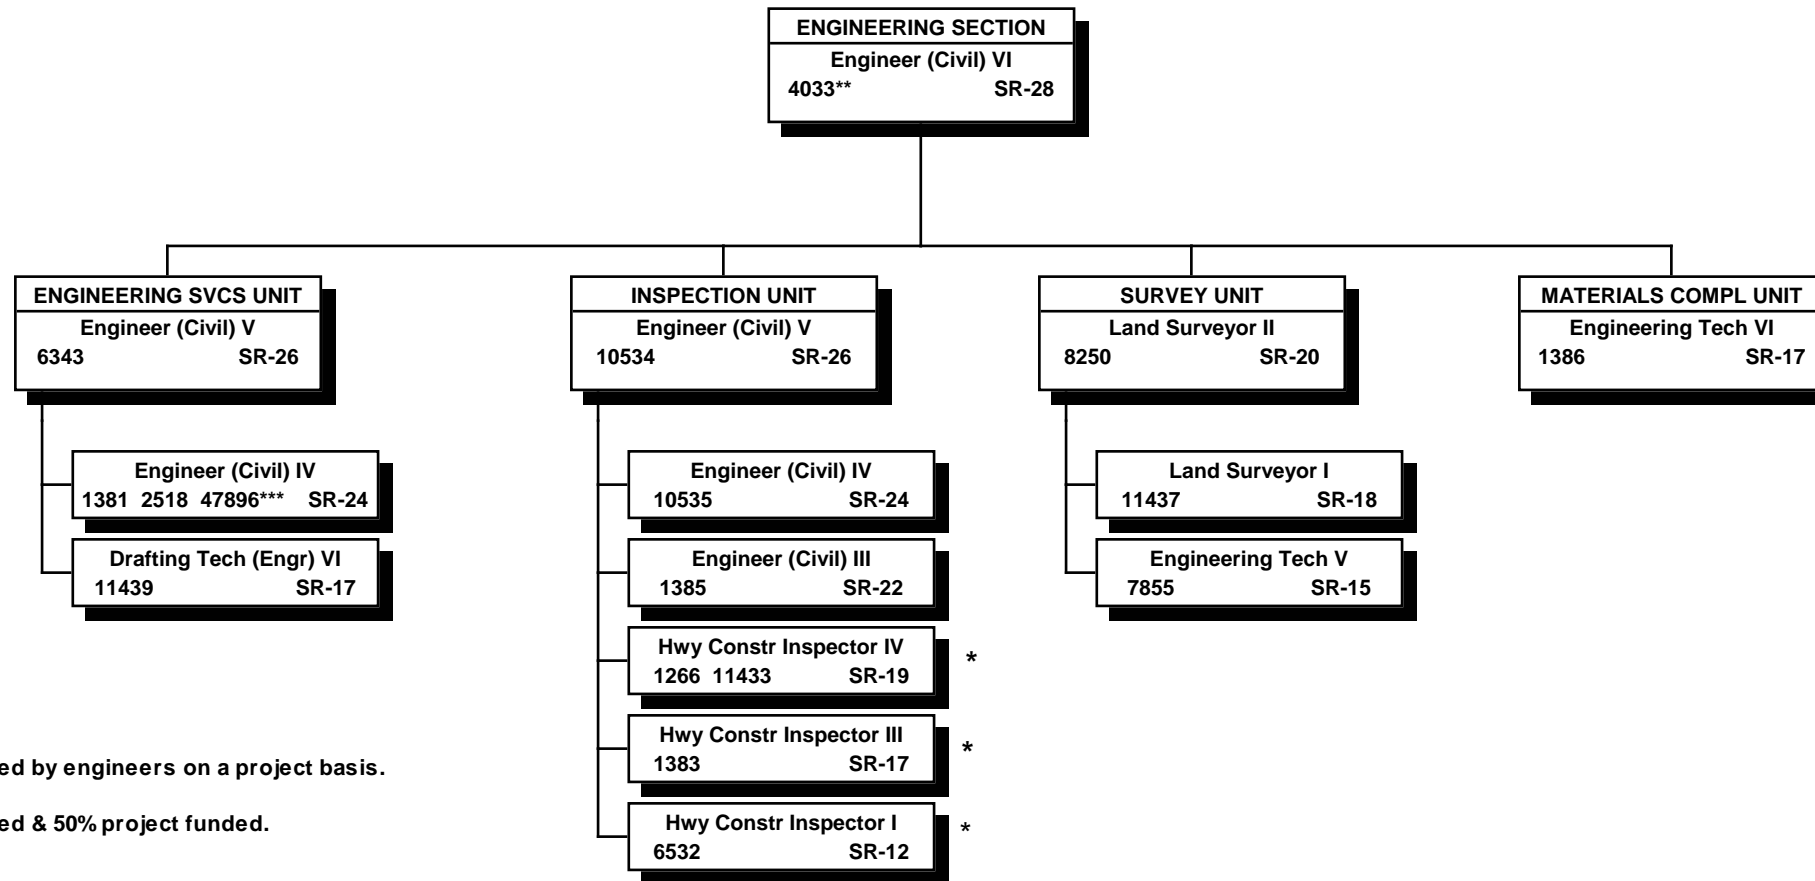 ENGINEERING SECTION
Engineer (Civil) VI
4033** SR-28
ENGINEERING SVCS UNIT
Engineer (Civil) V
6343 SR-26
Engineer (Civil) IV
1381 2518 47896*** SR-24
Drafting Tech (Engr) VI
11439 SR-17
INSPECTION UNIT
Engineer (Civil) V
10534 SR-26
Engineer (Civil) IV
10535 SR-24
Engineer (Civil) III
1385 SR-22
Hwy Constr Inspector IV *
1266 11433 SR-19
Hwy Constr Inspector III *
1383 SR-17
Hwy Constr Inspector I *
6532 SR-12
SURVEY UNIT
Land Surveyor II
8250 SR-20
Land Surveyor I
11437 SR-18
Engineering Tech V
7855 SR-15
MATERIALS COMPL UNIT
Engineering Tech VI
1386 SR-17
ed by engineers on a project basis.
ed & 50% project funded.